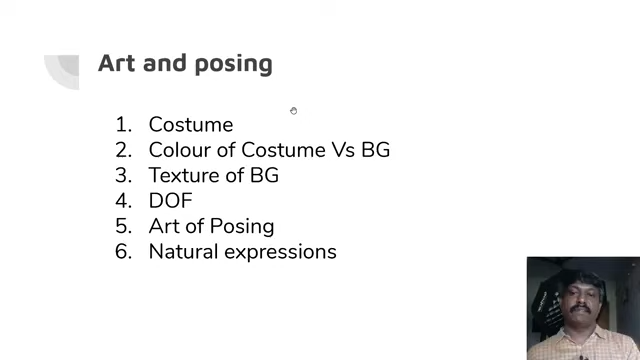 Art and posing
1. Costume
2. Colour of Costume Vs BG
3. Texture of BG
4. DOF
5. Art of Posing
6. Natural expressions